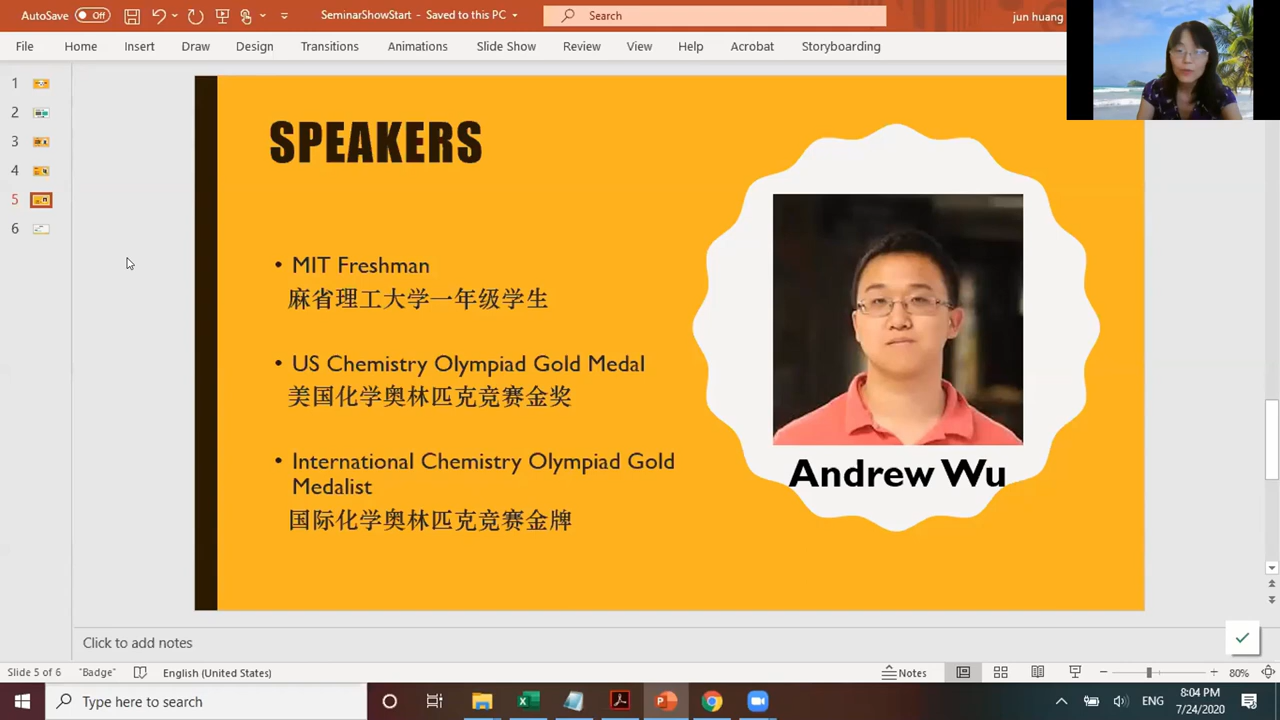 AutoSave Off SeminarShowStart - Saved to this PC Search jun huang
File Home Insert Draw Design Transitions Animations Slide Show Review View Help Acrobat Storyboarding
1
2
3
4
5
6
SPEAKERS
• MIT Freshman
麻省理工大学一年级学生
• US Chemistry Olympiad Gold Medal
美国化学奥林匹克竞赛金奖
• International Chemistry Olympiad Gold
Medalist
国际化学奥林匹克竞赛金牌
Andrew Wu
Click to add notes
Slide 5 of 6 "Badge" English (United States) Notes 80%
Type here to search ENG 8:04 PM
7/24/2020